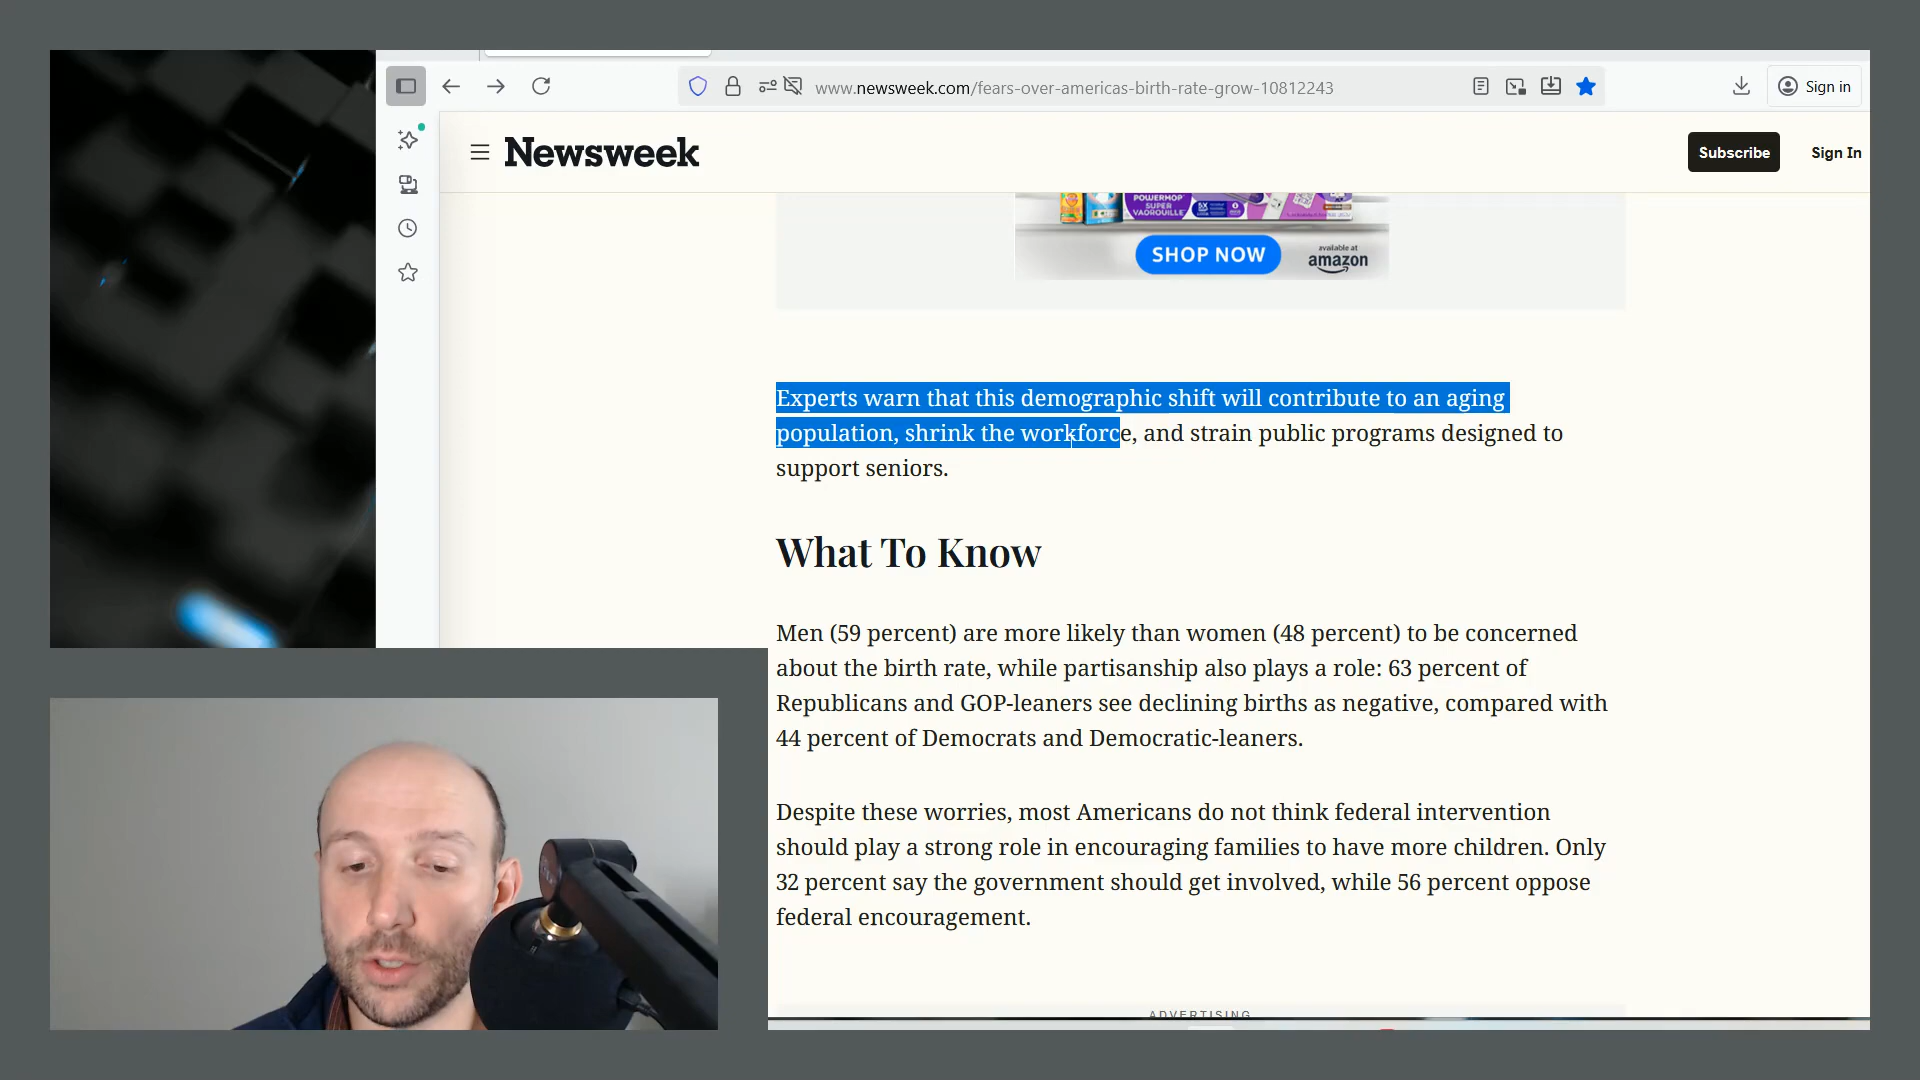 www.newsweek.com/fears-over-americas-birth-rate-grow-10812243
Sign in
Newsweek
Subscribe
Sign In
POWERMOP
SUPER
VADROUILLE
SHOP NOW
available at
amazon
Experts warn that this demographic shift will contribute to an aging
population, shrink the workforce, and strain public programs designed to
support seniors.
What To Know
Men (59 percent) are more likely than women (48 percent) to be concerned
about the birth rate, while partisanship also plays a role: 63 percent of
Republicans and GOP-leaners see declining births as negative, compared with
44 percent of Democrats and Democratic-leaners.
Despite these worries, most Americans do not think federal intervention
should play a strong role in encouraging families to have more children. Only
32 percent say the government should get involved, while 56 percent oppose
federal encouragement.
ADVERTISING